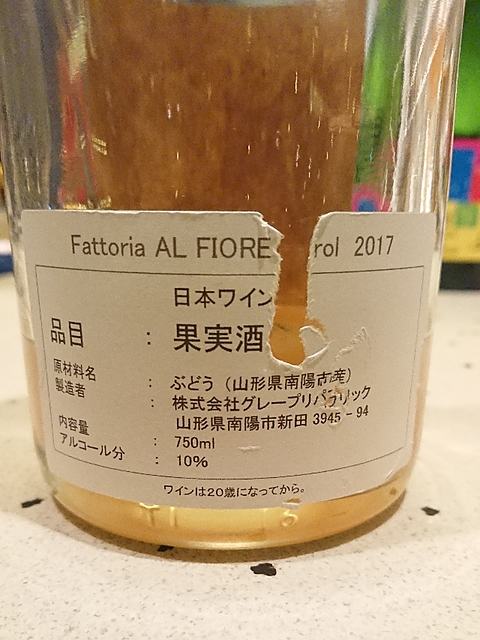 Fattoria AL FIORE rol 2017
日本ワイン
品目 : 果実酒
原材料名 : ぶどう（山形県南陽市産）
製造者 : 株式会社グレープリパブリック
山形県南陽市新田 3945-94
内容量 : 750ml
アルコール分 : 10%
ワインは20歳になってから。